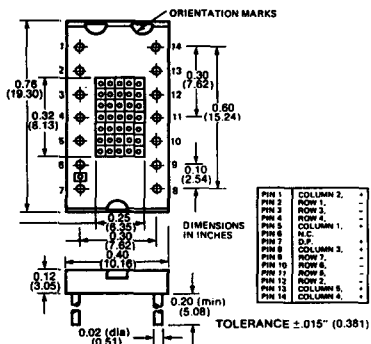 ORIENTATION MARKS
1 14
2 13
3 12
4 11
5 10
6 9
7 8
0.76
(19.30)
0.32
(8.13)
0.30
(7.62)
0.60
(15.24)
0.10
(2.54)
0.25
(6.35)
0.30
(7.62)
0.40
(10.16)
DIMENSIONS
IN INCHES
0.12
(3.05)
0.20 (min)
(5.08)
0.02 (dia)
(0.51)
PIN 1 COLUMN 2, +
PIN 2 ROW 1, -
PIN 3 ROW 3, -
PIN 4 ROW 4, -
PIN 5 COLUMN 1, +
PIN 6 N.C.
PIN 7 D.P. +
PIN 8 COLUMN 3, +
PIN 9 ROW 7, -
PIN 10 ROW 6, -
PIN 11 ROW 5, -
PIN 12 ROW 2, -
PIN 13 COLUMN 5, +
PIN 14 COLUMN 4, +
TOLERANCE ±.015" (0.381)